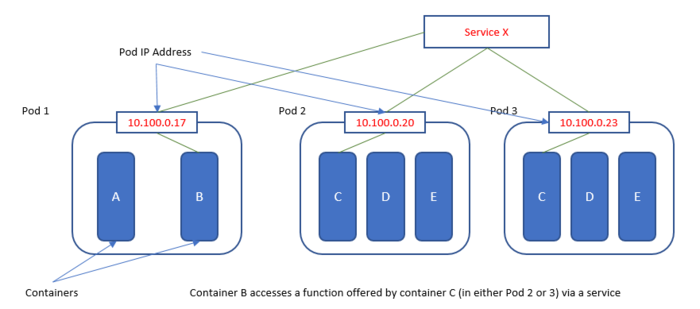 Service X
Pod IP Address
Pod 1
Pod 2
Pod 3
10.100.0.17
10.100.0.20
10.100.0.23
A
B
C
D
E
C
D
E
Containers
Container B accesses a function offered by container C (in either Pod 2 or 3) via a service